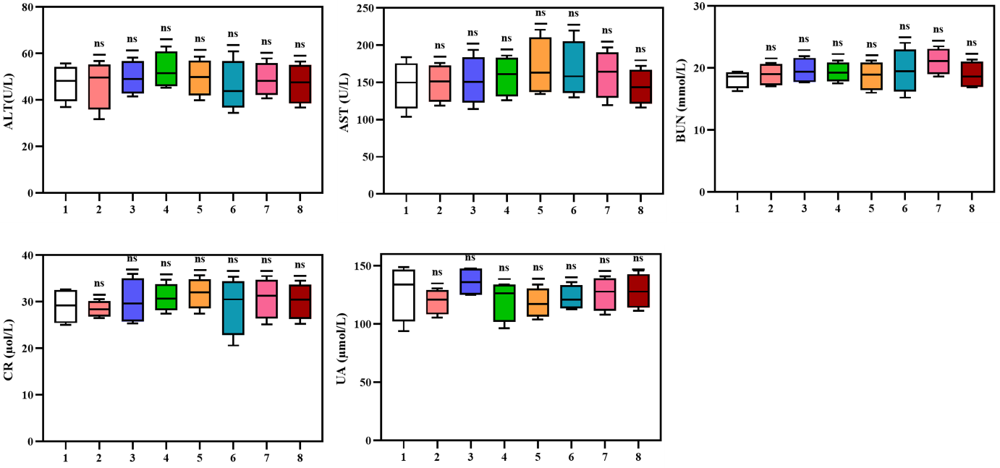 80
60
40
20
0
ALT(U/L)
ns ns ns ns ns ns ns
1 2 3 4 5 6 7 8
250
200
150
100
50
0
AST (U/L)
ns ns ns ns ns ns ns
1 2 3 4 5 6 7 8
30
20
10
0
BUN (mmol/L)
ns ns ns ns ns ns ns
1 2 3 4 5 6 7 8
40
30
20
10
0
CR (μol/L)
ns ns ns ns ns ns ns
1 2 3 4 5 6 7 8
150
100
50
0
UA (μmol/L)
ns ns ns ns ns ns ns
1 2 3 4 5 6 7 8